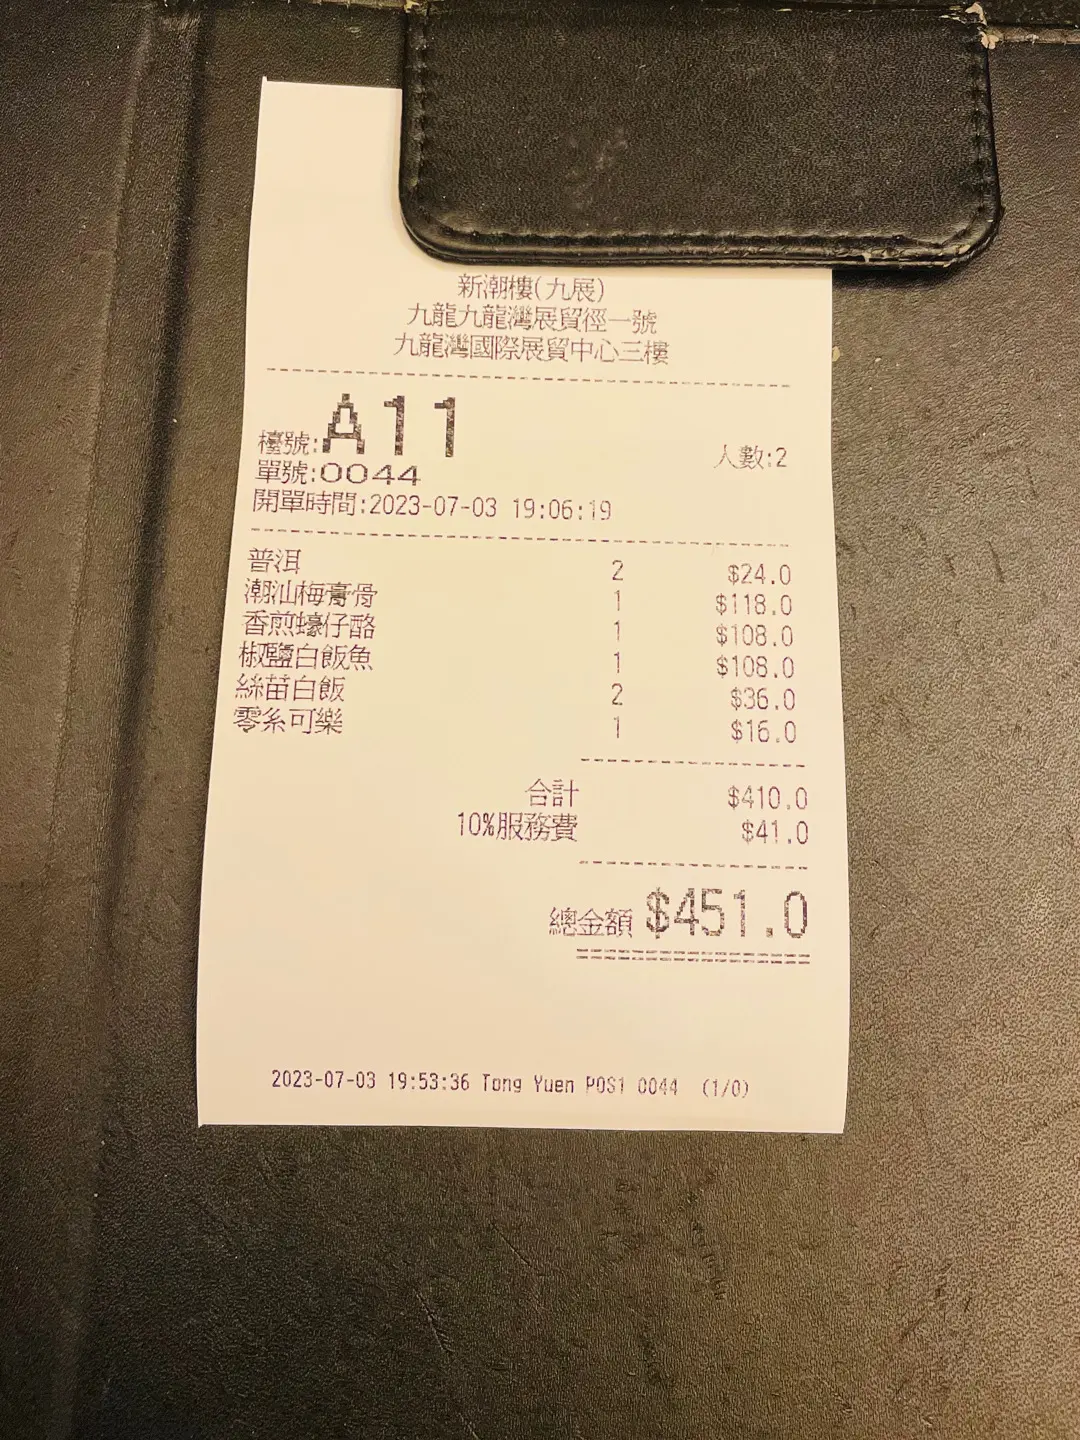 新潮樓(九展)
九龍九龍灣展貿徑一號
九龍灣國際展貿中心三樓
檯號:A11 人數:2
單號:0044
開單時間:2023-07-03 19:06:19
普洱 2 $24.0
潮汕梅膏骨 1 $118.0
香煎蠔仔酪 1 $108.0
椒鹽白飯魚 1 $108.0
絲苗白飯 2 $36.0
零系可樂 1 $16.0
合計 $410.0
10%服務費 $41.0
總金額 $451.0
2023-07-03 19:53:36 Tong Yuen POS1 0044 (1/0)